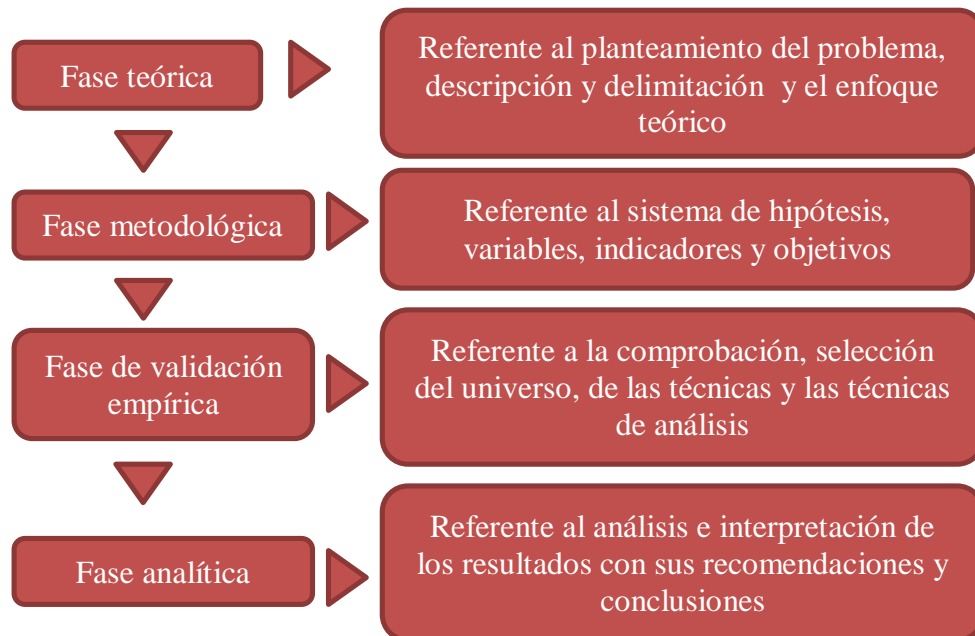 Fase teórica
Referente al planteamiento del problema,
descripción y delimitación y el enfoque
teórico
Fase metodológica
Referente al sistema de hipótesis,
variables, indicadores y objetivos
Fase de validación
empírica
Referente a la comprobación, selección
del universo, de las técnicas y las técnicas
de análisis
Fase analítica
Referente al análisis e interpretación de
los resultados con sus recomendaciones y
conclusiones